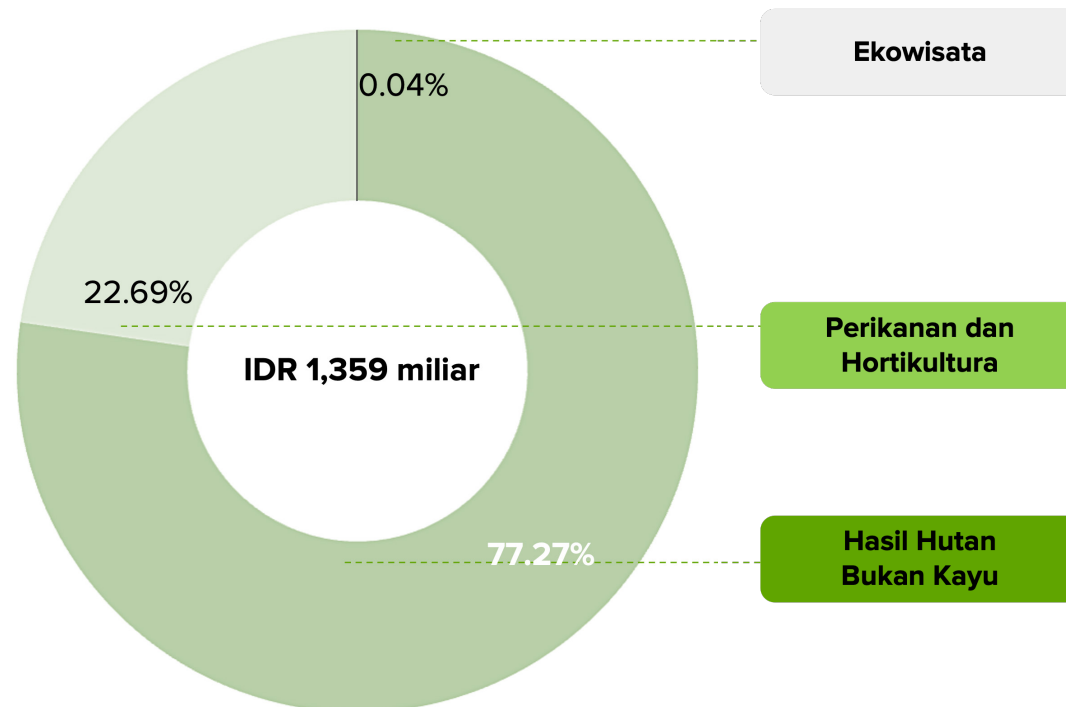 Ekowisata
0.04%
22.69%
Perikanan dan
Hortikultura
IDR 1,359 miliar
77.27%
Hasil Hutan
Bukan Kayu